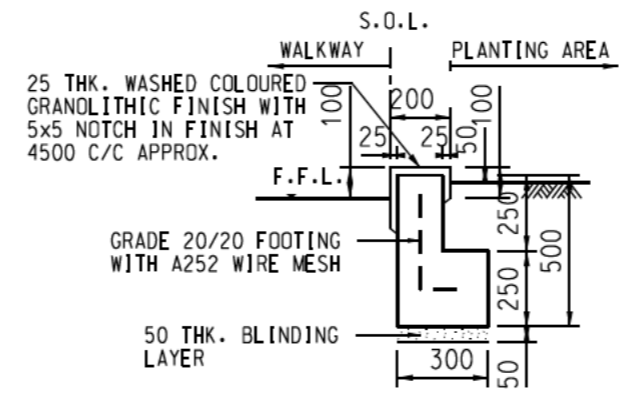 S.O.L.
WALKWAY
PLANTING AREA
25 THK. WASHED COLOURED
GRANOLITHIC FINISH WITH
5x5 NOTCH IN FINISH AT
4500 C/C APPROX.
100
200
100
25
25
50
F.F.L.
250
500
GRADE 20/20 FOOTING
WITH A252 WIRE MESH
250
50 THK. BLINDING
LAYER
300
50